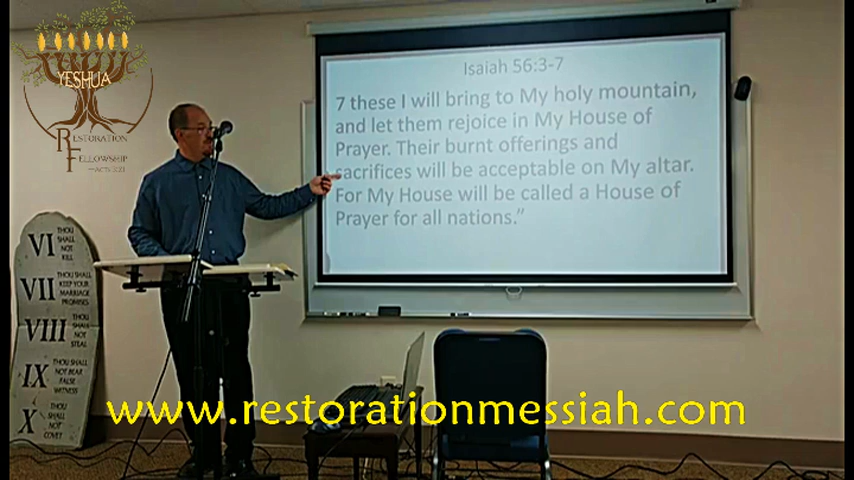 YESHUA
RESTORATION
FELLOWSHIP
—ACTS 3:21
Isaiah 56:3-7
7 these I will bring to My holy mountain,
and let them rejoice in My House of
Prayer. Their burnt offerings and
sacrifices will be acceptable on My altar.
For My House will be called a House of
Prayer for all nations.”
VI THOU
SHALL
NOT
KILL
VII THOU SHALL
KEEP YOUR
MARRIAGE
PROMISES
VIII THOU
SHALL
NOT
STEAL
IX THOU SHALL
NOT BEAR
FALSE
WITNESS
X THOU
SHALL
NOT
COVET
www.restorationmessiah.com